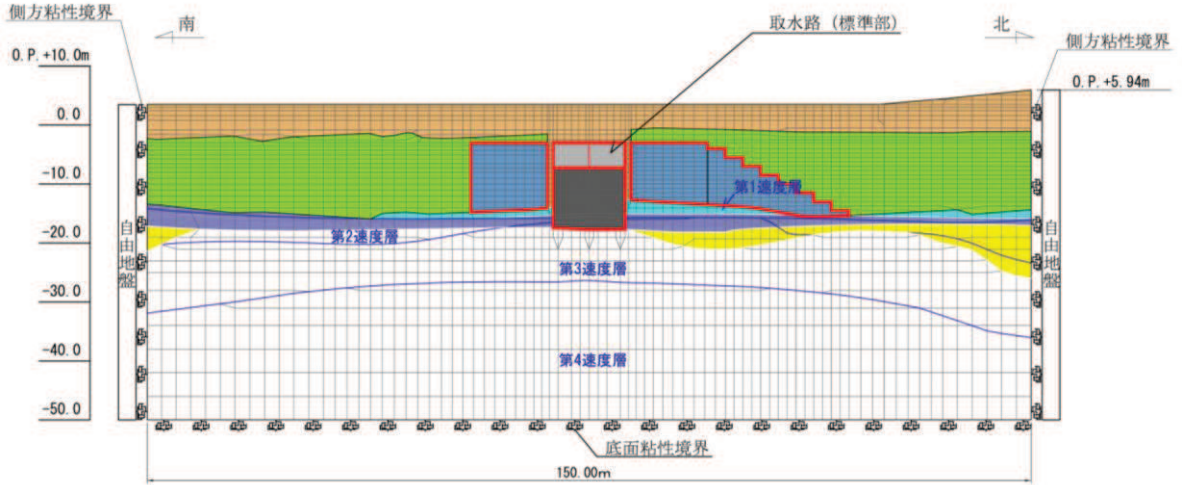 側方粘性境界
南
取水路 (標準部)
北
側方粘性境界
O.P.+10.0m
O.P.+5.94m
0.0
-10.0
-20.0
-30.0
-40.0
-50.0
自由地盤
自由地盤
第1速度層
第2速度層
第3速度層
第4速度層
底面粘性境界
150.00m